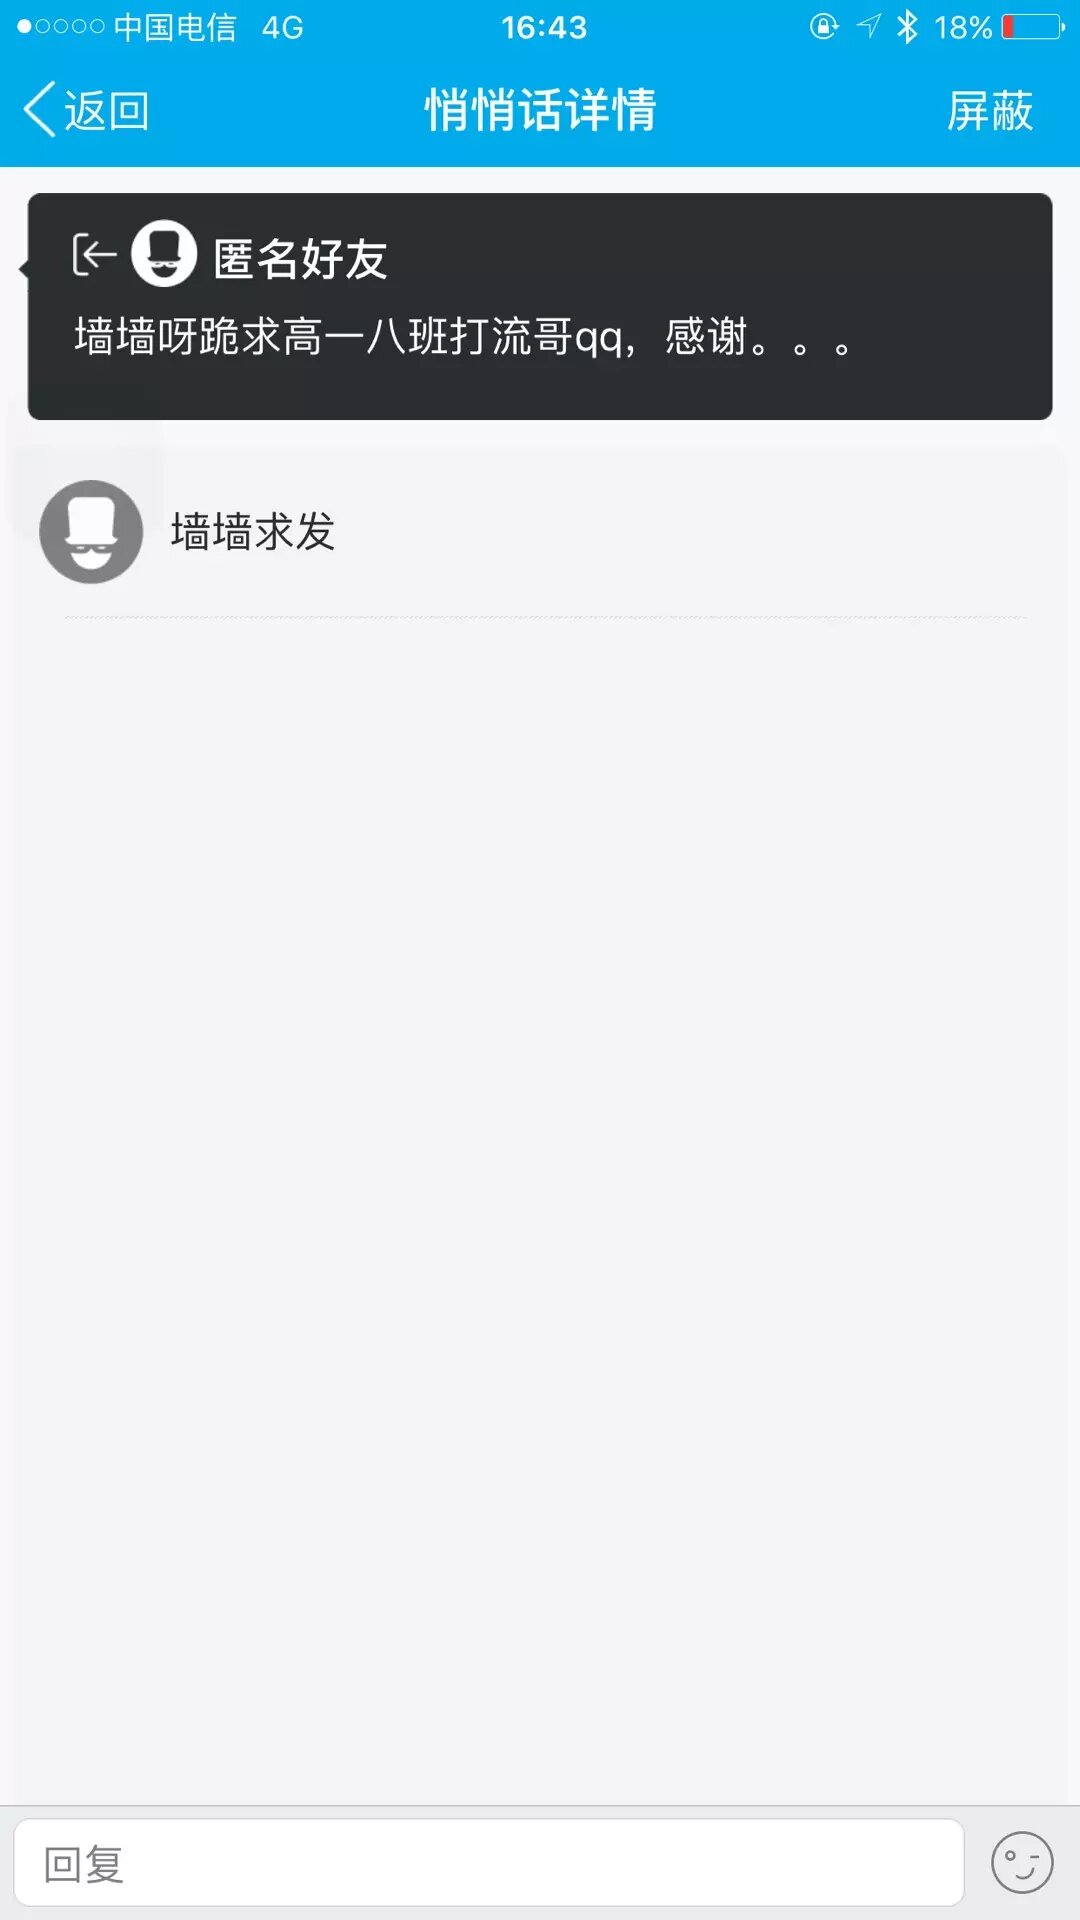 中国电信 4G 16:43 18%
返回 悄悄话详情 屏蔽
匿名好友
墙墙呀跪求高一八班打流哥qq，感谢。。。
墙墙求发
回复